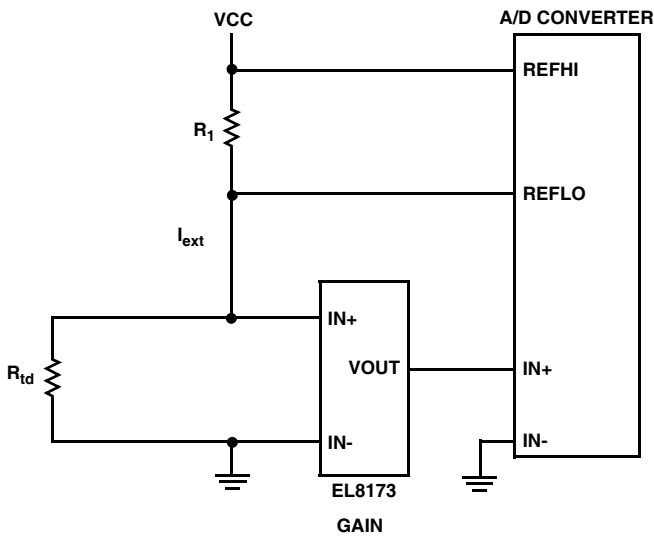 VCC
A/D CONVERTER
REFHI
R1
REFLO
Iext
IN+
Rtd
VOUT
IN+
IN-
IN-
EL8173
GAIN